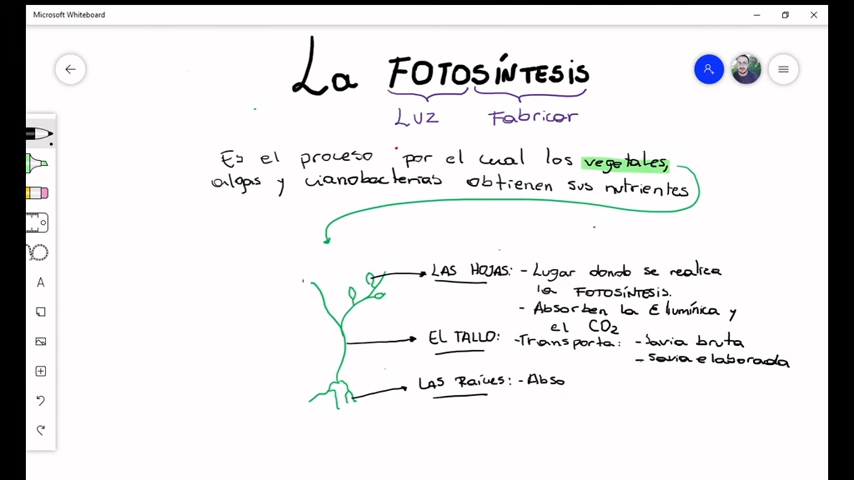 Microsoft Whiteboard
La FOTOSÍNTESIS
LUZ Fabricar
Es el proceso por el cual los vegetales,
algas y cianobacterias obtienen sus nutrientes
LAS HOJAS: - Lugar donde se realiza
la FOTOSÍNTESIS.
- Absorben la E lumínica y
el CO2
EL TALLO: - Transporta: - Savia bruta
- Savia elaborada
LAS Raíces: - Abso